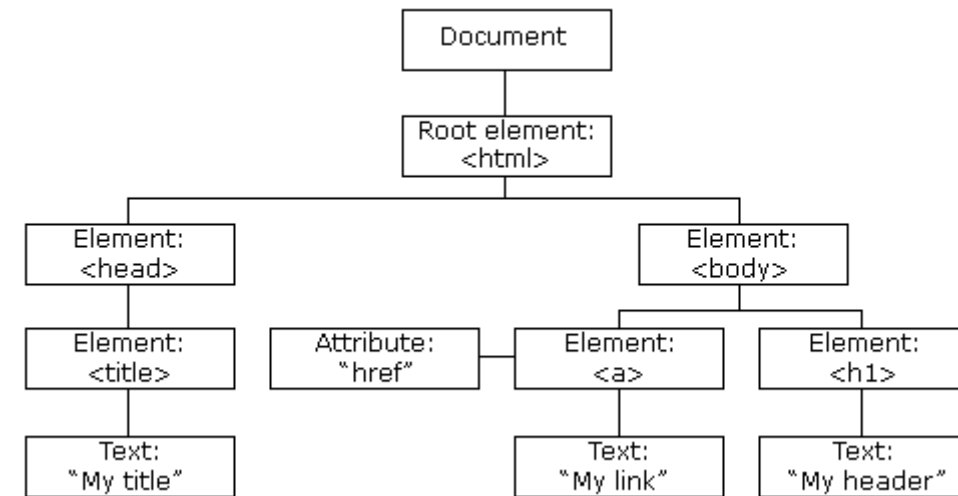 Document
Root element:
<html>
Element:
<head>
Element:
<body>
Element:
<title>
Attribute:
“href”
Element:
<a>
Element:
<h1>
Text:
“My title”
Text:
“My link”
Text:
“My header”